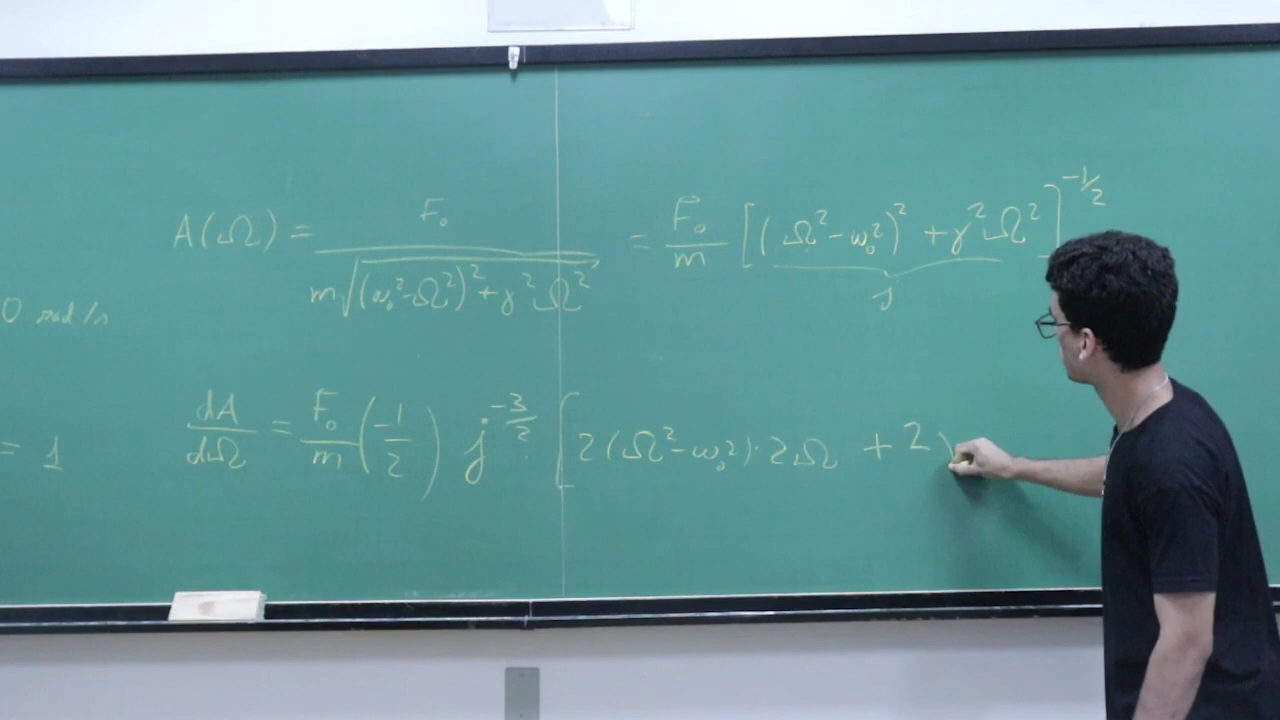 A(Ω) = F₀ / m√((ω₀²-Ω²)² + γ²Ω²) = F₀/m [(Ω²-ω₀²)² + γ²Ω²]^(-1/2)
j
0 rad/s
dA/dΩ = F₀/m (-1/2) j^(-3/2) · [2(Ω²-ω₀²)·2Ω + 2
= 1